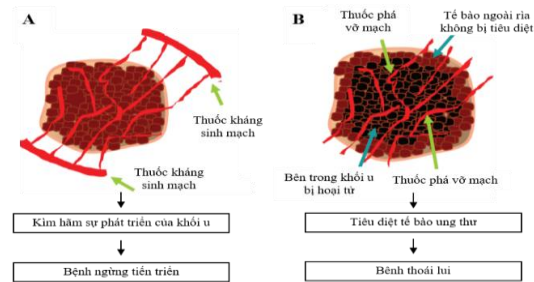 A
Thuốc kháng
sinh mạch
Thuốc kháng
sinh mạch
Kìm hãm sự phát triển của khối u
Bệnh ngừng tiến triển
B
Thuốc phá
vỡ mạch
Tế bào ngoài rìa
không bị tiêu diệt
Bên trong khối u
bị hoại tử
Thuốc phá vỡ mạch
Tiêu diệt tế bào ung thư
Bênh thoái lui